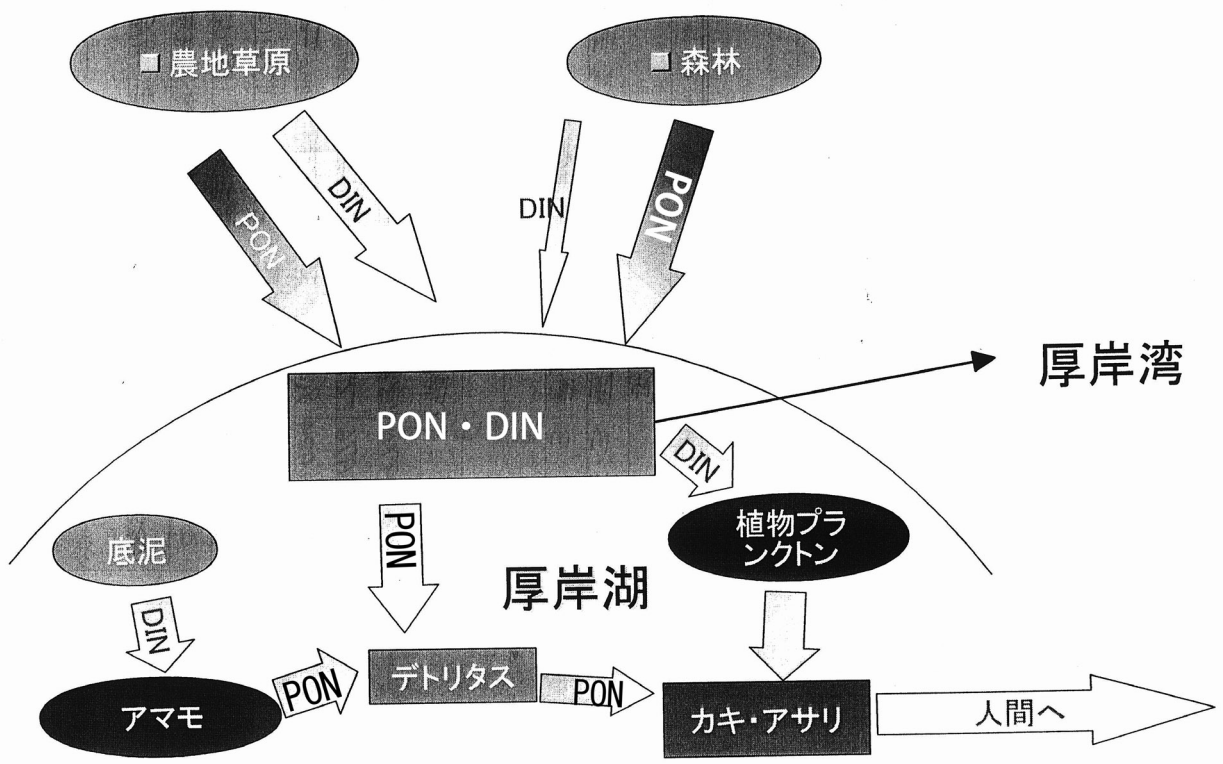 農地草原
森林
PON
DIN
DIN
PON
厚岸湾
PON・DIN
DIN
植物プラ
ンクトン
底泥
PON
厚岸湖
DIN
デトリタス
PON
PON
アマモ
カキ・アサリ
人間へ